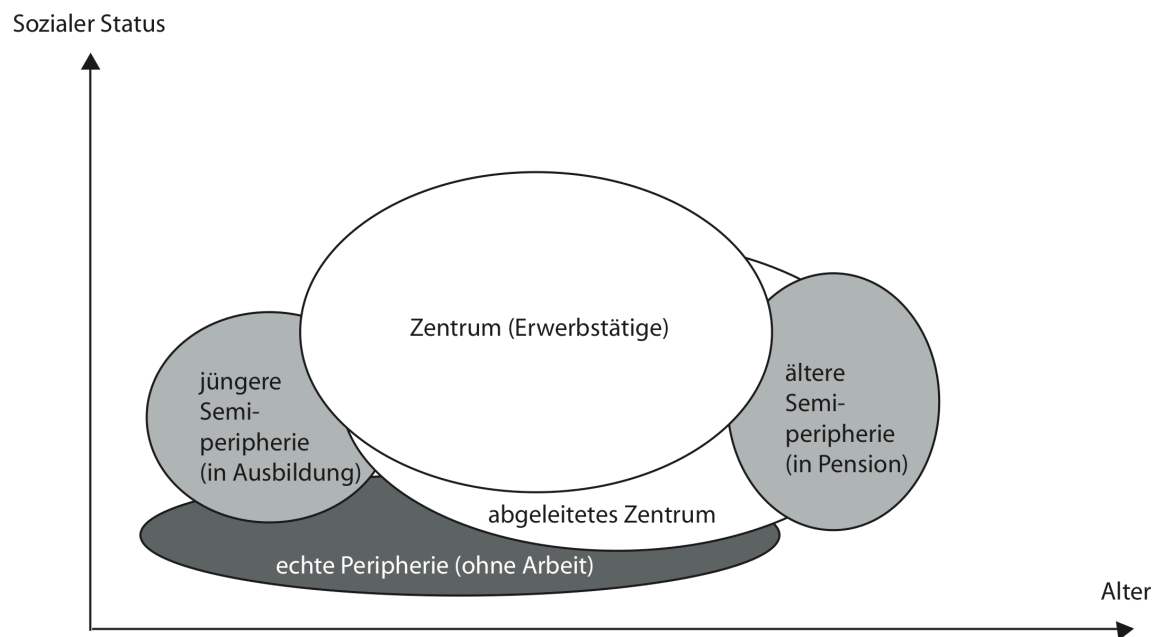 Sozialer Status
Zentrum (Erwerbstätige)
jüngere
Semi-
peripherie
(in Ausbildung)
ältere
Semi-
peripherie
(in Pension)
abgeleitetes Zentrum
echte Peripherie (ohne Arbeit)
Alter